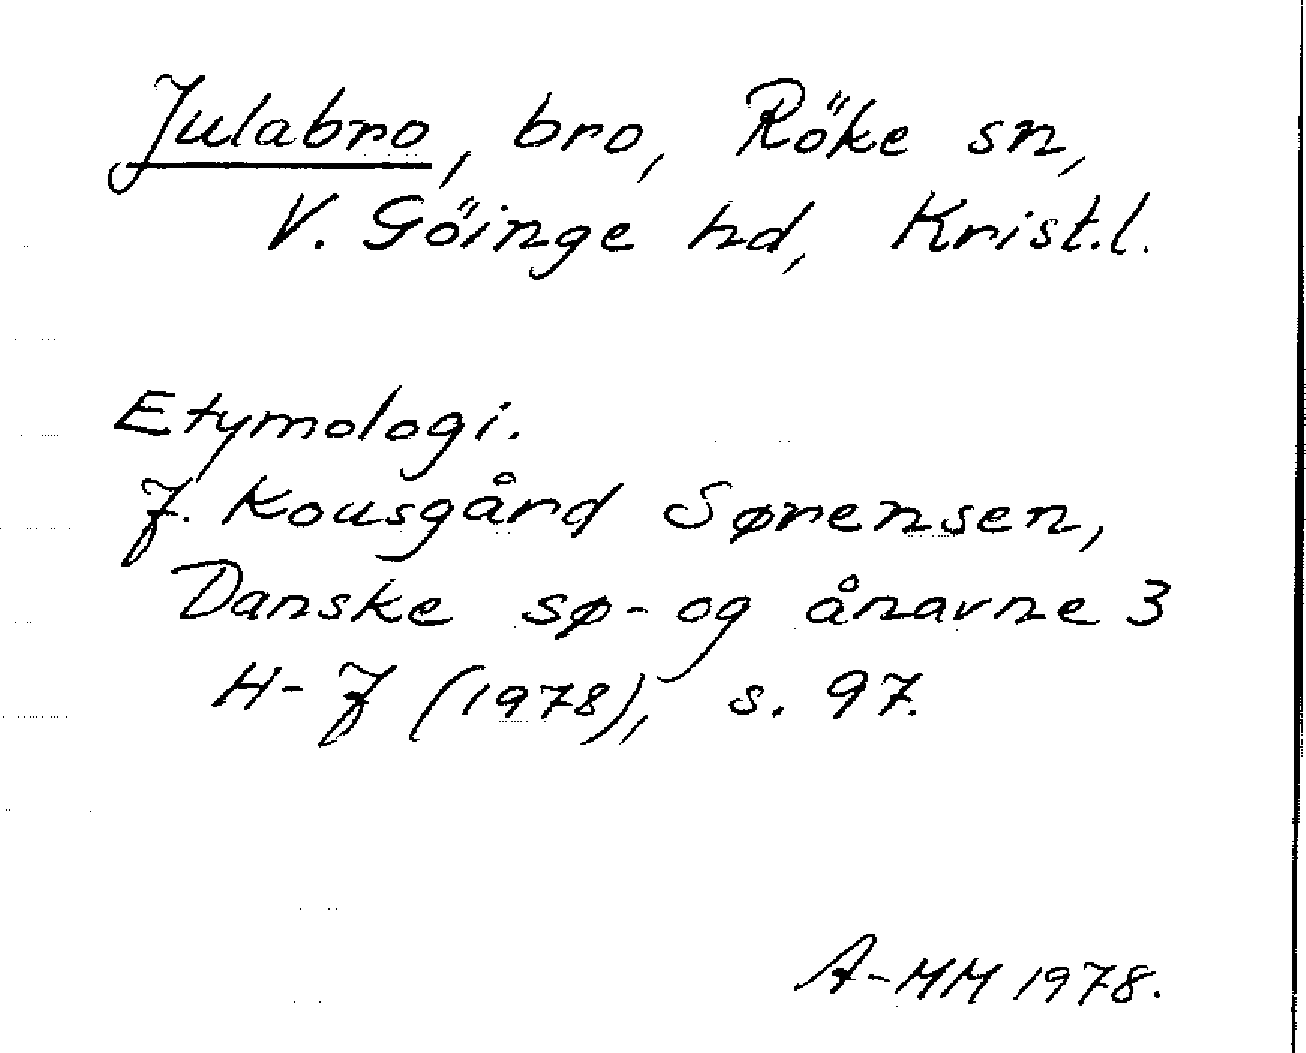 Julabro, bro, Röke sn,
V. Göinge hd, Krist.l.
Etymologi.
J. Kousgård Sørensen,
Danske sø- og ånavne 3
H-J (1978), s. 97.
A-MM 1978.